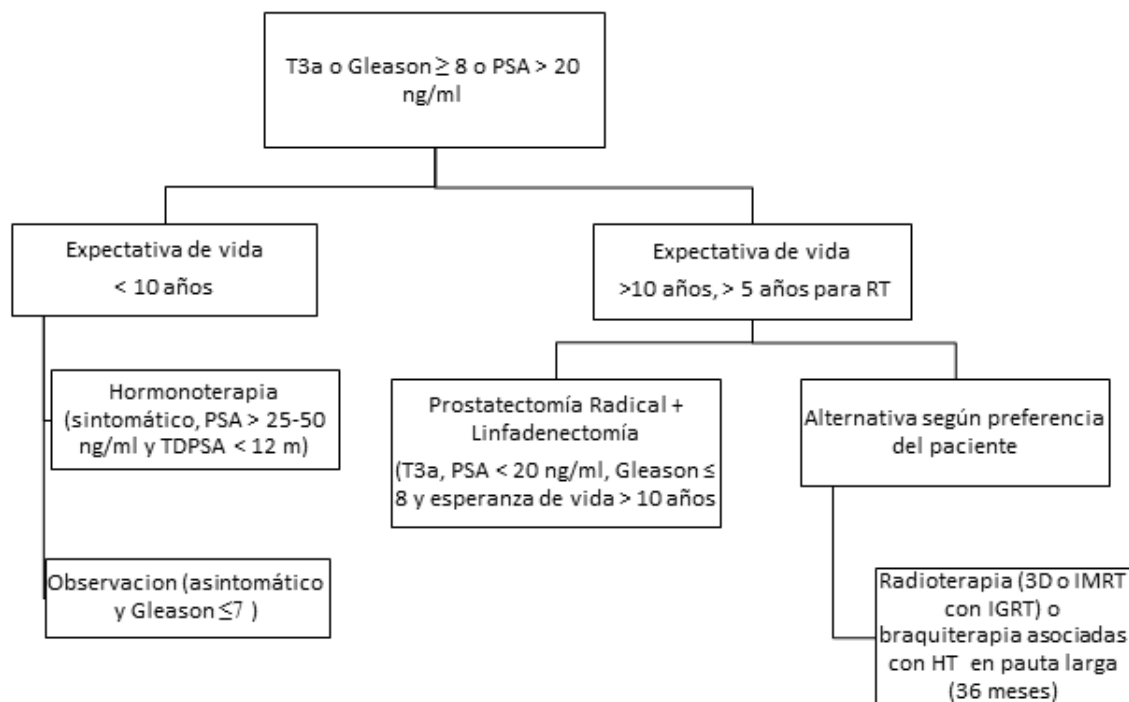 T3a o Gleason ≥ 8 o PSA > 20
ng/ml
Expectativa de vida
< 10 años
Expectativa de vida
>10 años, > 5 años para RT
Hormonoterapia
(sintomático, PSA > 25-50
ng/ml y TDPSA < 12 m)
Prostatectomía Radical +
Linfadenectomía
(T3a, PSA < 20 ng/ml, Gleason ≤
8 y esperanza de vida > 10 años
Alternativa según preferencia
del paciente
Observacion (asintomático
y Gleason ≤7 )
Radioterapia (3D o IMRT
con IGRT) o
braquiterapia asociadas
con HT en pauta larga
(36 meses)